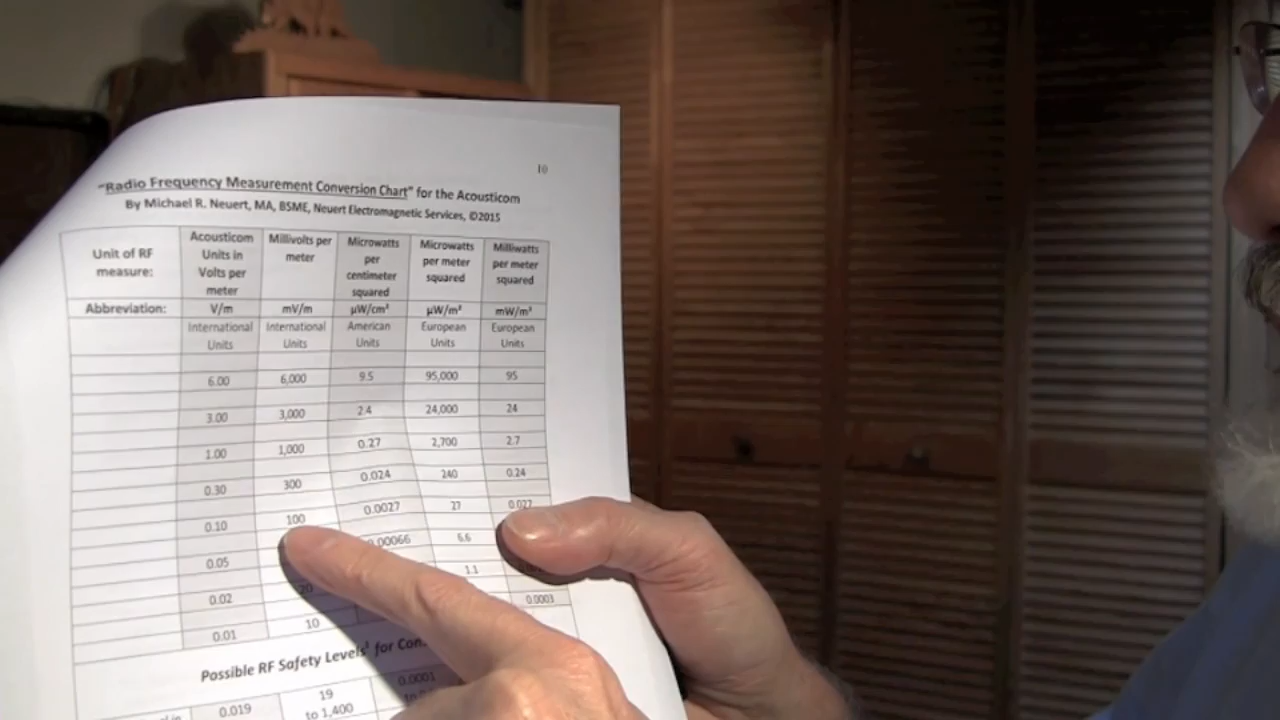 10
"Radio Frequency Measurement Conversion Chart" for the Acousticom
By Michael R. Neuert, MA, BSME, Neuert Electromagnetic Services, ©2015
Unit of RF measure: Acousticom Units in Volts per meter Millivolts per meter Microwatts per centimeter squared Microwatts per meter squared Milliwatts per meter squared
Abbreviation: V/m mV/m µW/cm² µW/m² mW/m²
International Units International Units American Units European Units European Units
6.00 6,000 9.5 95,000 95
3.00 3,000 2.4 24,000 24
1.00 1,000 0.27 2,700 2.7
0.30 300 0.024 240 0.24
0.10 100 0.0027 27 0.027
0.05 0.00066 6.6
0.02 20 1.1
0.01 10 0.0003
Possible RF Safety Levels¹ for
0.019 19 to 1,400 0.0001